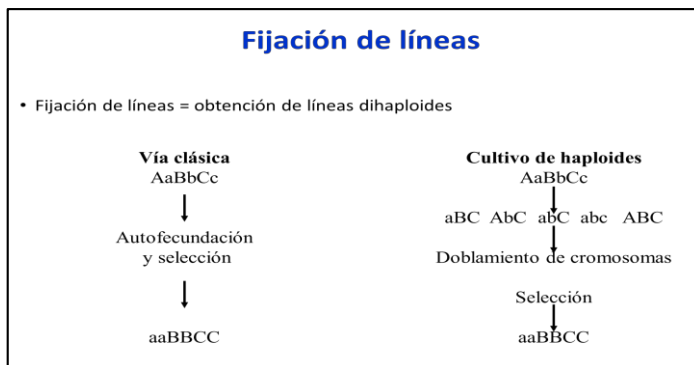 Fijación de líneas
• Fijación de líneas = obtención de líneas dihaploides
Vía clásica
AaBbCc
Autofecundación
y selección
aaBBCC
Cultivo de haploides
AaBbCc
aBC AbC abC abc ABC
Doblamiento de cromosomas
Selección
aaBBCC